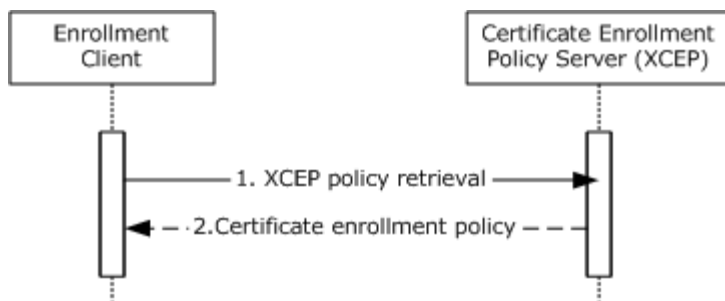 Enrollment
Client
Certificate Enrollment
Policy Server (XCEP)
1. XCEP policy retrieval
2.Certificate enrollment policy